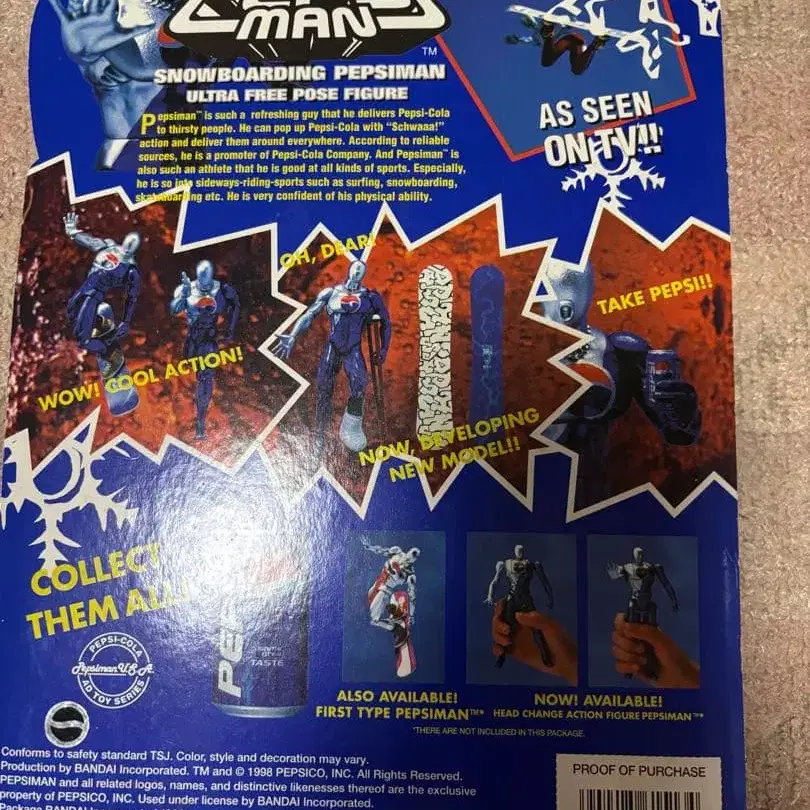 MAN
TM
SNOWBOARDING PEPSIMAN
ULTRA FREE POSE FIGURE
Pepsiman™ is such a refreshing guy that he delivers Pepsi-Cola
to thirsty people. He can pop up Pepsi-Cola with "Schwaaa!"
action and deliver them around everywhere. According to reliable
sources, he is a promoter of Pepsi-Cola Company. And Pepsiman™ is
also such an athlete that he is good at all kinds of sports. Especially,
he is so into sideways-riding-sports such as surfing, snowboarding,
skateboarding etc. He is very confident of his physical ability.
AS SEEN
ON TV!!
OH, DEAR!
TAKE PEPSI!!
WOW! COOL ACTION!
NOW, DEVELOPING
NEW MODEL!!
COLLECT
THEM ALL!
PEPSI-COLA
Pepsiman U.S.A.
AD TOY SERIES
PEP
TASTE
ALSO AVAILABLE!
FIRST TYPE PEPSIMAN™*
NOW! AVAILABLE!
HEAD CHANGE ACTION FIGURE PEPSIMAN™*
*THERE ARE NOT INCLUDED IN THIS PACKAGE.
Conforms to safety standard TSJ. Color, style and decoration may vary.
Production by BANDAI Incorporated. TM and © 1998 PEPSICO, INC. All Rights Reserved.
PEPSIMAN and all related logos, names, and distinctive likenesses thereof are the exclusive
property of PEPSICO, INC. Used under license by BANDAI Incorporated.
Package BANDAI
PROOF OF PURCHASE